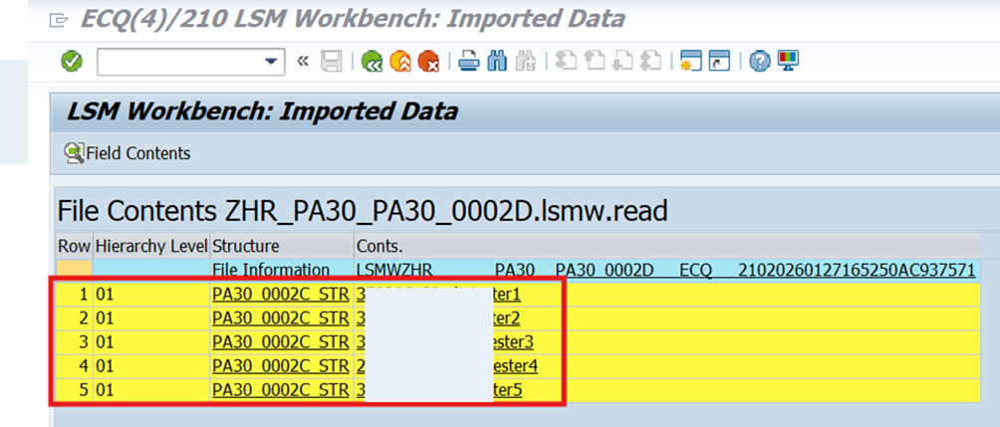 ECQ(4)/210 LSM Workbench: Imported Data
LSM Workbench: Imported Data
Field Contents
File Contents ZHR_PA30_PA30_0002D.lsmw.read
Row Hierarchy Level Structure Conts.
File Information LSMWZHR PA30 PA30_0002D ECQ 21020260127165250AC937571
1 01 PA30_0002C_STR ter1
2 01 PA30_0002C_STR 3 ter2
3 01 PA30_0002C_STR 3 ester3
4 01 PA30_0002C_STR 2 ester4
5 01 PA30_0002C_STR 3 ter5